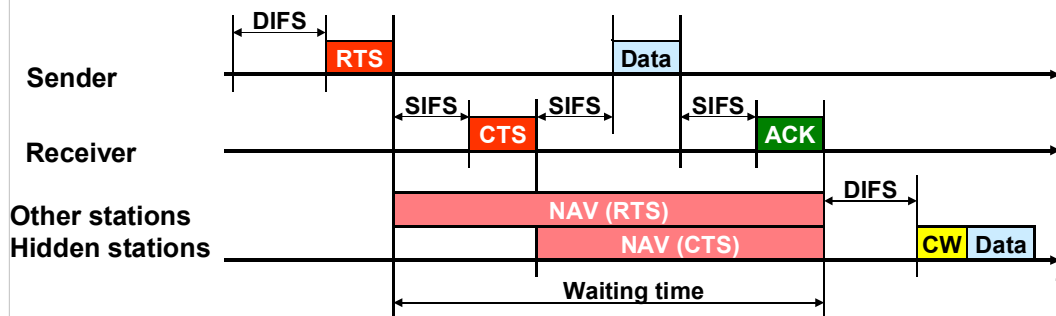 DIFS
RTS
Data
Sender
SIFS
SIFS
SIFS
CTS
ACK
Receiver
DIFS
Other stations
NAV (RTS)
Hidden stations
NAV (CTS)
CW
Data
Waiting time